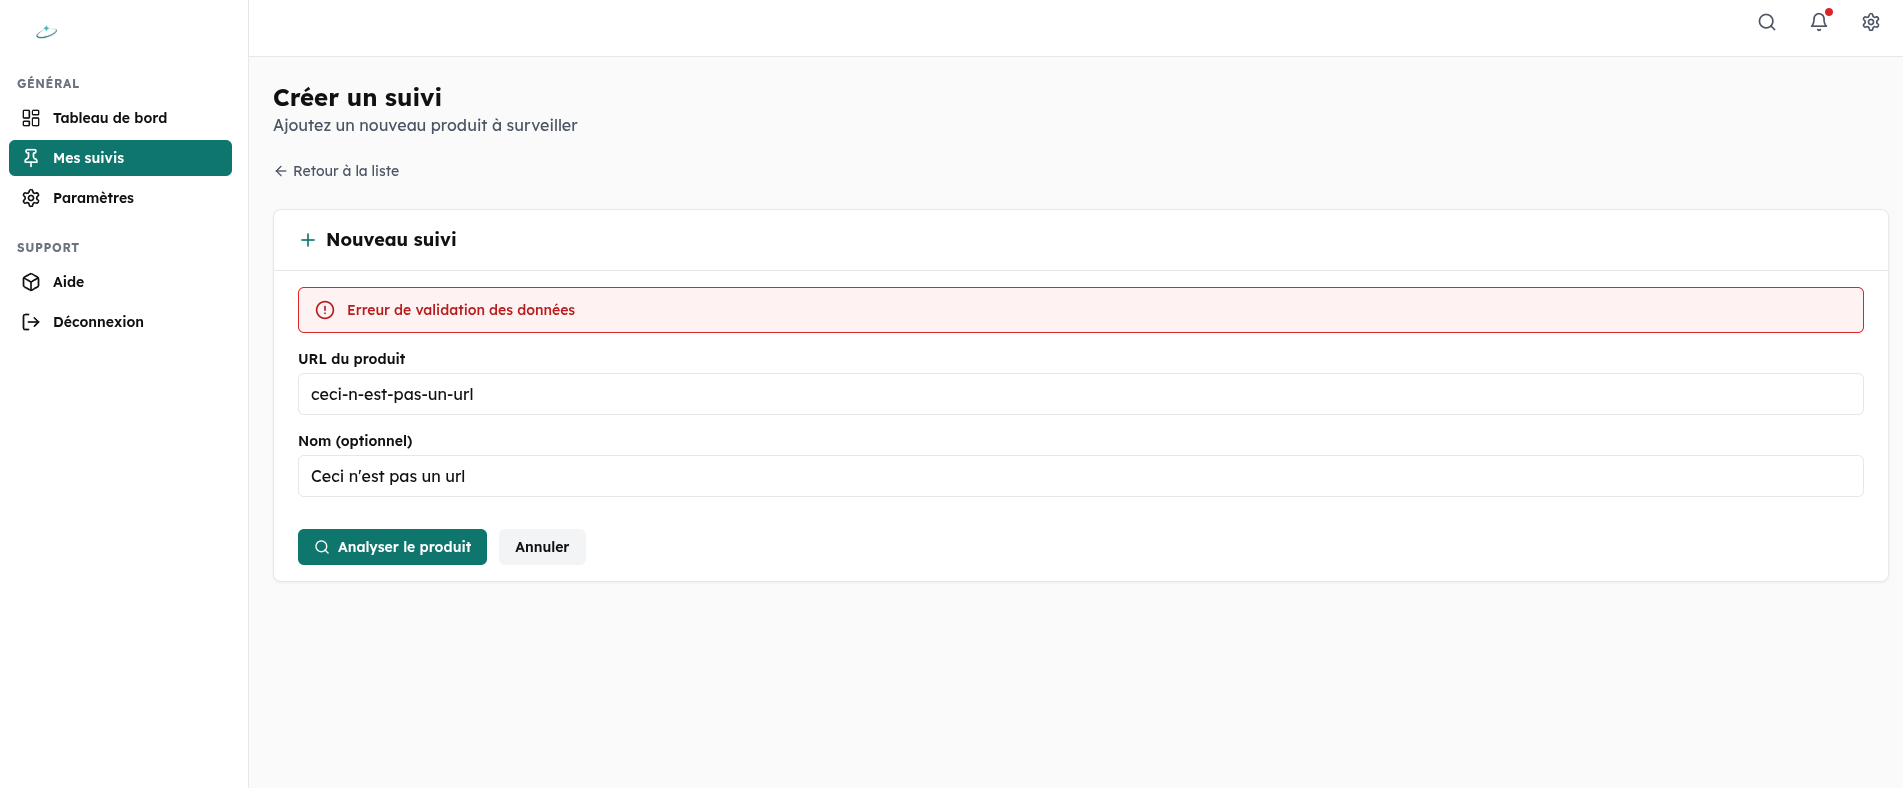 GÉNÉRAL
Tableau de bord
Mes suivis
Paramètres
SUPPORT
Aide
Déconnexion
Créer un suivi
Ajoutez un nouveau produit à surveiller
Retour à la liste
Nouveau suivi
Erreur de validation des données
URL du produit
ceci-n-est-pas-un-url
Nom (optionnel)
Ceci n'est pas un url
Analyser le produit
Annuler